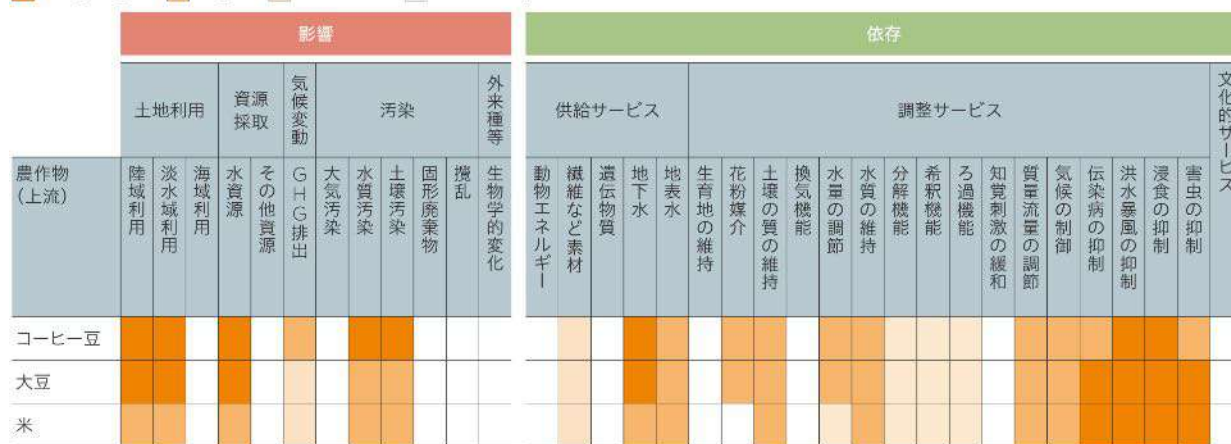 影響
依存
土地利用
資源採取
気候変動
汚染
外来種等
供給サービス
調整サービス
文化的サービス
農作物
(上流)
陸域利用
淡水域利用
海域利用
水資源
その他資源
GHG排出
大気汚染
水質汚染
土壌汚染
固形廃棄物
攪乱
生物学的変化
動物エネルギー
繊維など素材
遺伝物質
地下水
地表水
生育地の維持
花粉媒介
土壌の質の維持
換気機能
水量の調節
水質の維持
分解機能
希釈機能
ろ過機能
知覚刺激の緩和
質量流量の調節
気候の制御
伝染病の抑制
洪水暴風の抑制
浸食の抑制
害虫の抑制
コーヒー豆
大豆
米